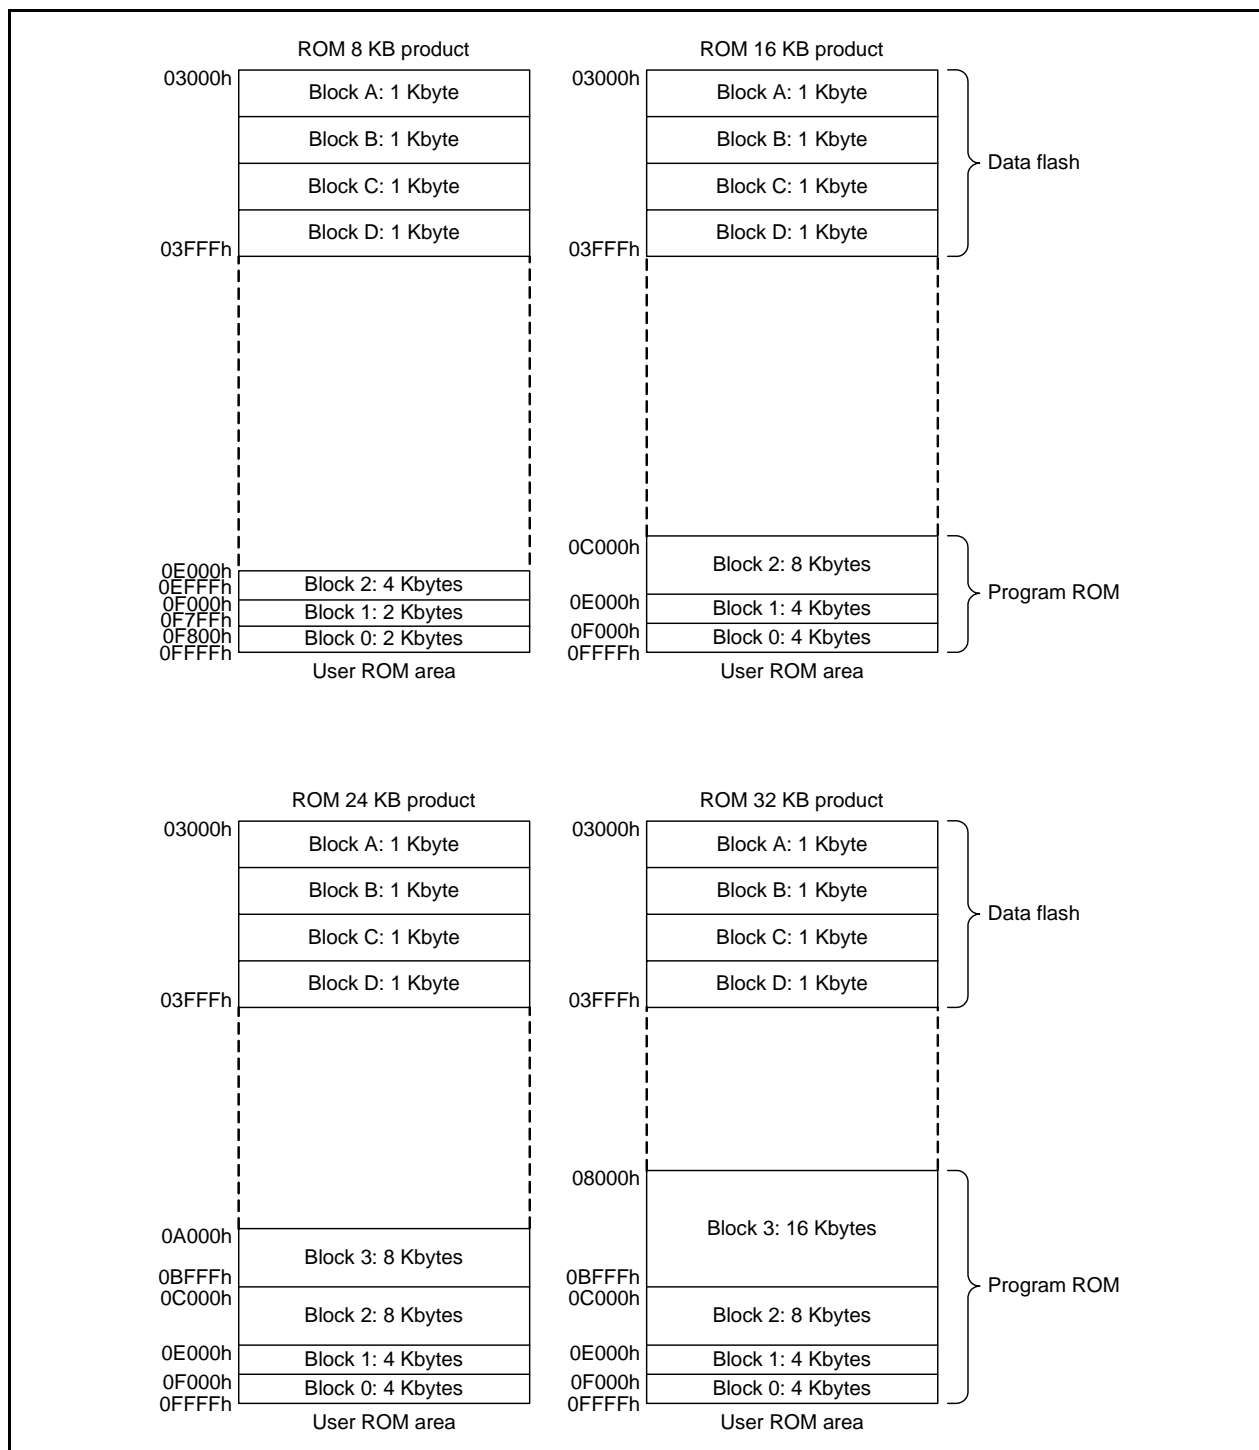 ROM 8 KB product
03000h
Block A: 1 Kbyte
Block B: 1 Kbyte
Block C: 1 Kbyte
Block D: 1 Kbyte
03FFFh
0E000h
0EFFFh
Block 2: 4 Kbytes
0F000h
0F7FFh
Block 1: 2 Kbytes
0F800h
Block 0: 2 Kbytes
0FFFFh
User ROM area
ROM 16 KB product
03000h
Block A: 1 Kbyte
Block B: 1 Kbyte
Block C: 1 Kbyte
Block D: 1 Kbyte
03FFFh
Data flash
0C000h
Block 2: 8 Kbytes
0E000h
Block 1: 4 Kbytes
0F000h
Block 0: 4 Kbytes
0FFFFh
Program ROM
User ROM area
ROM 24 KB product
03000h
Block A: 1 Kbyte
Block B: 1 Kbyte
Block C: 1 Kbyte
Block D: 1 Kbyte
03FFFh
0A000h
Block 3: 8 Kbytes
0BFFFh
0C000h
Block 2: 8 Kbytes
0E000h
Block 1: 4 Kbytes
0F000h
Block 0: 4 Kbytes
0FFFFh
User ROM area
ROM 32 KB product
03000h
Block A: 1 Kbyte
Block B: 1 Kbyte
Block C: 1 Kbyte
Block D: 1 Kbyte
03FFFh
Data flash
08000h
Block 3: 16 Kbytes
0BFFFh
0C000h
Block 2: 8 Kbytes
0E000h
Block 1: 4 Kbytes
0F000h
Block 0: 4 Kbytes
0FFFFh
Program ROM
User ROM area